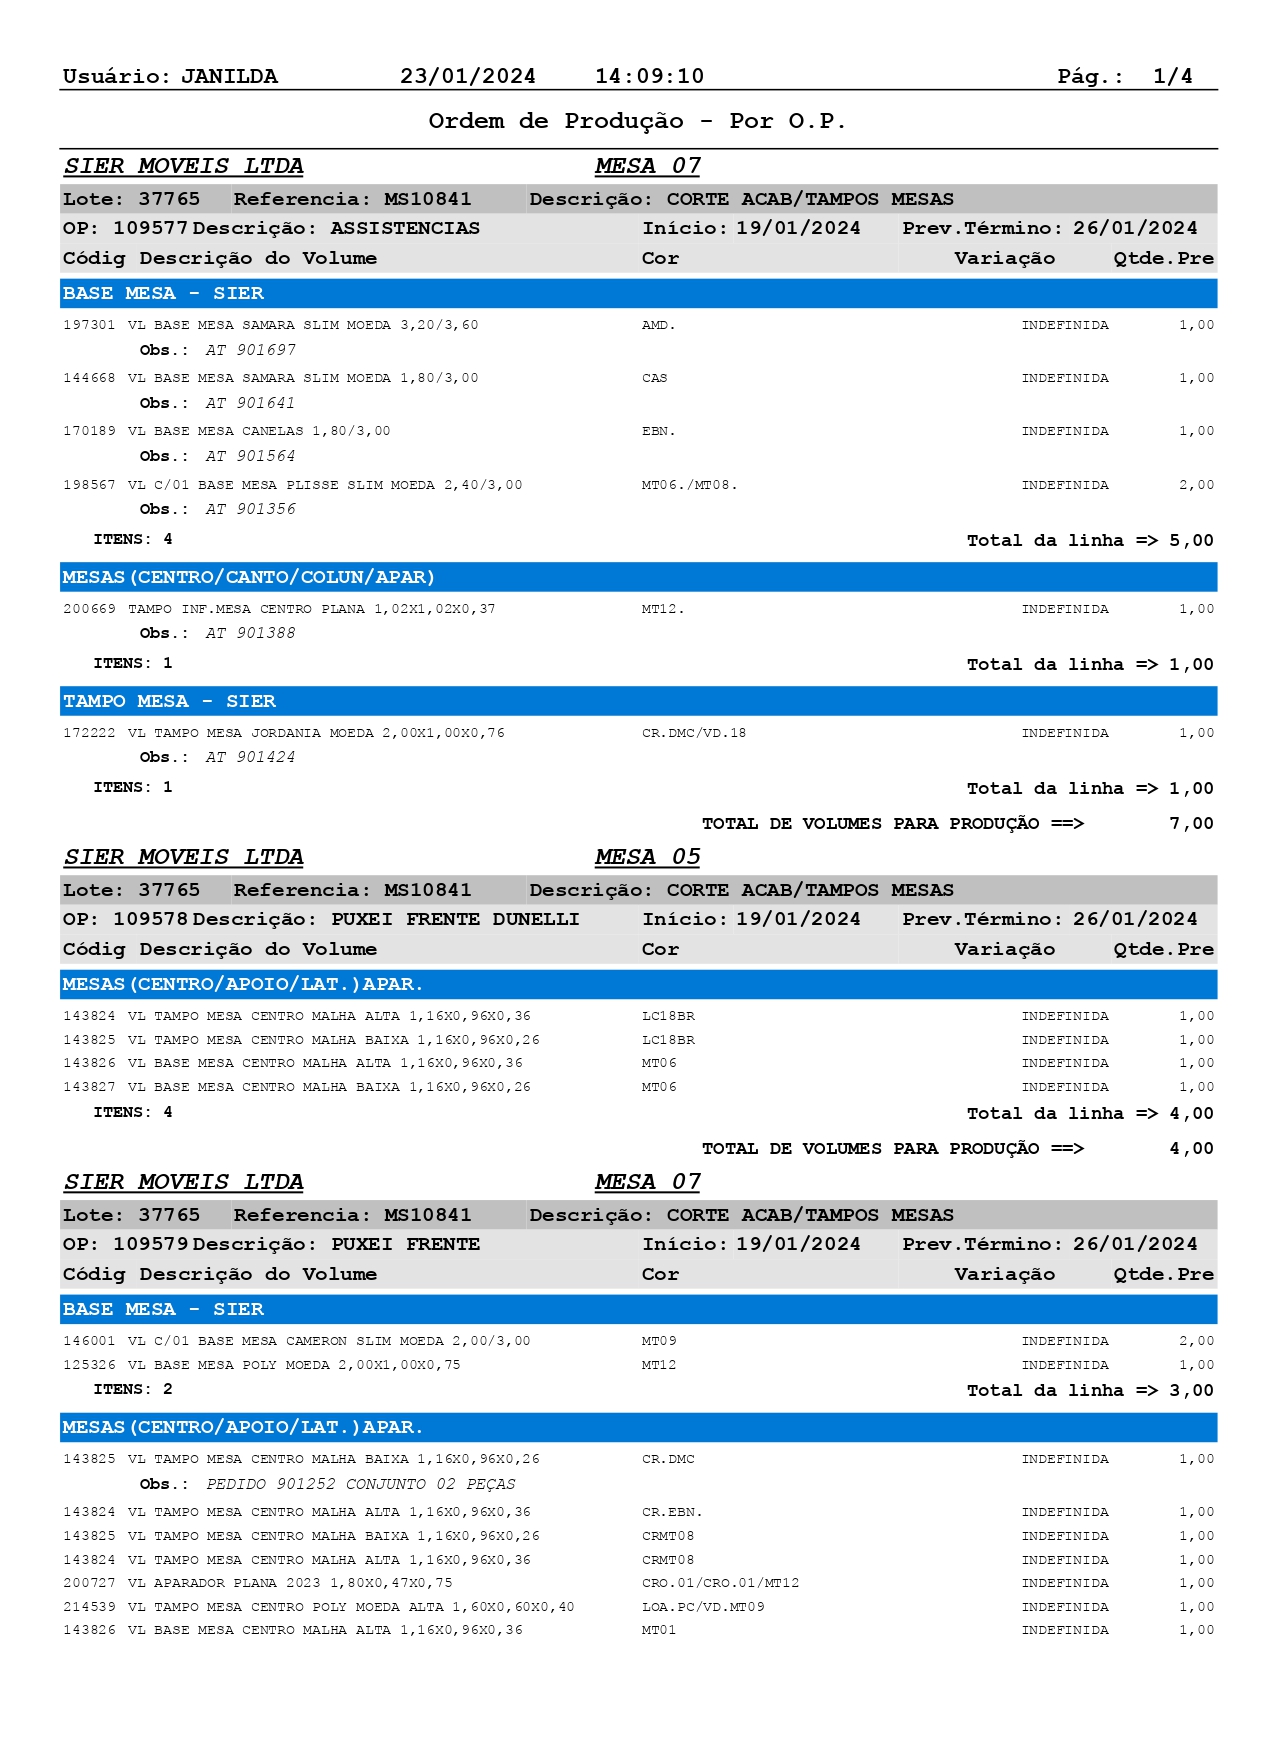 Usuário: JANILDA 23/01/2024 14:09:10 Pág.: 1/4
Ordem de Produção - Por O.P.
SIER MOVEIS LTDA MESA 07
Lote: 37765 Referencia: MS10841 Descrição: CORTE ACAB/TAMPOS MESAS
OP: 109577 Descrição: ASSISTENCIAS Início: 19/01/2024 Prev.Término: 26/01/2024
Códig Descrição do Volume Cor Variação Qtde.Pre
BASE MESA - SIER
197301 VL BASE MESA SAMARA SLIM MOEDA 3,20/3,60 AMD. INDEFINIDA 1,00
Obs.: AT 901697
144668 VL BASE MESA SAMARA SLIM MOEDA 1,80/3,00 CAS INDEFINIDA 1,00
Obs.: AT 901641
170189 VL BASE MESA CANELAS 1,80/3,00 EBN. INDEFINIDA 1,00
Obs.: AT 901564
198567 VL C/01 BASE MESA PLISSE SLIM MOEDA 2,40/3,00 MT06./MT08. INDEFINIDA 2,00
Obs.: AT 901356
ITENS: 4 Total da linha => 5,00
MESAS(CENTRO/CANTO/COLUN/APAR)
200669 TAMPO INF.MESA CENTRO PLANA 1,02X1,02X0,37 MT12. INDEFINIDA 1,00
Obs.: AT 901388
ITENS: 1 Total da linha => 1,00
TAMPO MESA - SIER
172222 VL TAMPO MESA JORDANIA MOEDA 2,00X1,00X0,76 CR.DMC/VD.18 INDEFINIDA 1,00
Obs.: AT 901424
ITENS: 1 Total da linha => 1,00
TOTAL DE VOLUMES PARA PRODUÇÃO ==> 7,00
SIER MOVEIS LTDA MESA 05
Lote: 37765 Referencia: MS10841 Descrição: CORTE ACAB/TAMPOS MESAS
OP: 109578 Descrição: PUXEI FRENTE DUNELLI Início: 19/01/2024 Prev.Término: 26/01/2024
Códig Descrição do Volume Cor Variação Qtde.Pre
MESAS(CENTRO/APOIO/LAT.)APAR.
143824 VL TAMPO MESA CENTRO MALHA ALTA 1,16X0,96X0,36 LC18BR INDEFINIDA 1,00
143825 VL TAMPO MESA CENTRO MALHA BAIXA 1,16X0,96X0,26 LC18BR INDEFINIDA 1,00
143826 VL BASE MESA CENTRO MALHA ALTA 1,16X0,96X0,36 MT06 INDEFINIDA 1,00
143827 VL BASE MESA CENTRO MALHA BAIXA 1,16X0,96X0,26 MT06 INDEFINIDA 1,00
ITENS: 4 Total da linha => 4,00
TOTAL DE VOLUMES PARA PRODUÇÃO ==> 4,00
SIER MOVEIS LTDA MESA 07
Lote: 37765 Referencia: MS10841 Descrição: CORTE ACAB/TAMPOS MESAS
OP: 109579 Descrição: PUXEI FRENTE Início: 19/01/2024 Prev.Término: 26/01/2024
Códig Descrição do Volume Cor Variação Qtde.Pre
BASE MESA - SIER
146001 VL C/01 BASE MESA CAMERON SLIM MOEDA 2,00/3,00 MT09 INDEFINIDA 2,00
125326 VL BASE MESA POLY MOEDA 2,00X1,00X0,75 MT12 INDEFINIDA 1,00
ITENS: 2 Total da linha => 3,00
MESAS(CENTRO/APOIO/LAT.)APAR.
143825 VL TAMPO MESA CENTRO MALHA BAIXA 1,16X0,96X0,26 CR.DMC INDEFINIDA 1,00
Obs.: PEDIDO 901252 CONJUNTO 02 PEÇAS
143824 VL TAMPO MESA CENTRO MALHA ALTA 1,16X0,96X0,36 CR.EBN. INDEFINIDA 1,00
143825 VL TAMPO MESA CENTRO MALHA BAIXA 1,16X0,96X0,26 CRMT08 INDEFINIDA 1,00
143824 VL TAMPO MESA CENTRO MALHA ALTA 1,16X0,96X0,36 CRMT08 INDEFINIDA 1,00
200727 VL APARADOR PLANA 2023 1,80X0,47X0,75 CRO.01/CRO.01/MT12 INDEFINIDA 1,00
214539 VL TAMPO MESA CENTRO POLY MOEDA ALTA 1,60X0,60X0,40 LOA.PC/VD.MT09 INDEFINIDA 1,00
143826 VL BASE MESA CENTRO MALHA ALTA 1,16X0,96X0,36 MT01 INDEFINIDA 1,00